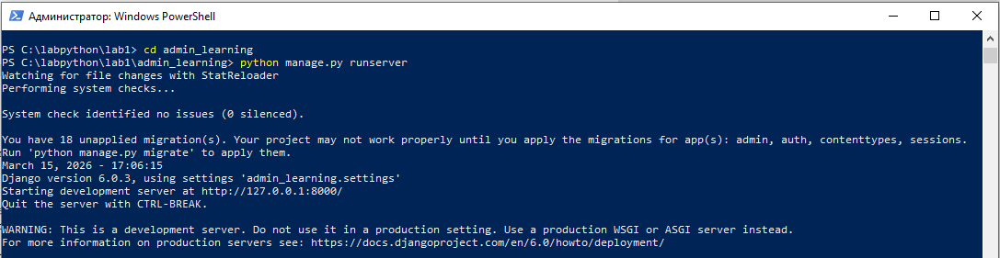 Администратор: Windows PowerShell
PS C:\labpython\lab1> cd admin_learning
PS C:\labpython\lab1\admin_learning> python manage.py runserver
Watching for file changes with StatReloader
Performing system checks...
System check identified no issues (0 silenced).
You have 18 unapplied migration(s). Your project may not work properly until you apply the migrations for app(s): admin, auth, contenttypes, sessions.
Run 'python manage.py migrate' to apply them.
March 15, 2026 - 17:06:15
Django version 6.0.3, using settings 'admin_learning.settings'
Starting development server at http://127.0.0.1:8000/
Quit the server with CTRL-BREAK.
WARNING: This is a development server. Do not use it in a production setting. Use a production WSGI or ASGI server instead.
For more information on production servers see: https://docs.djangoproject.com/en/6.0/howto/deployment/